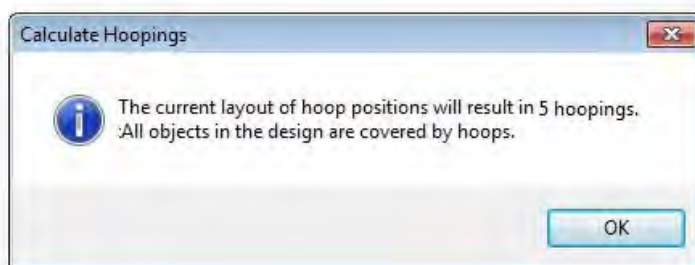 Calculate Hoopings
The current layout of hoop positions will result in 5 hoopings.
:All objects in the design are covered by hoops.
OK